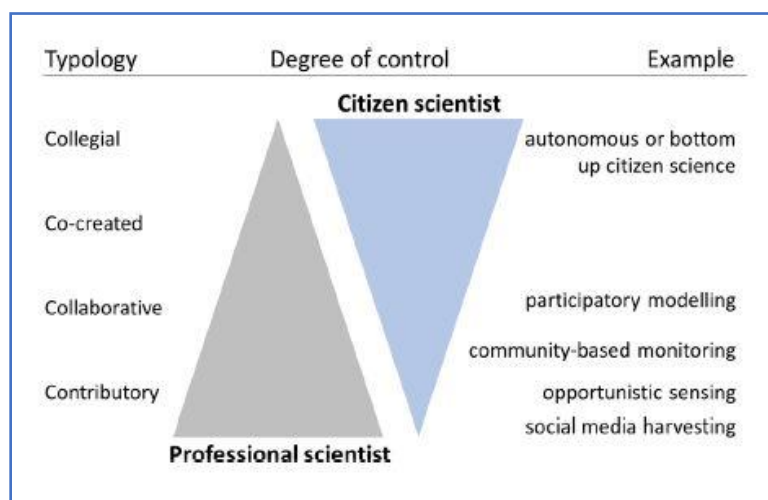 Typology Degree of control Example
Citizen scientist
Collegial
autonomous or bottom
up citizen science
Co-created
Collaborative
participatory modelling
community-based monitoring
Contributory
opportunistic sensing
social media harvesting
Professional scientist